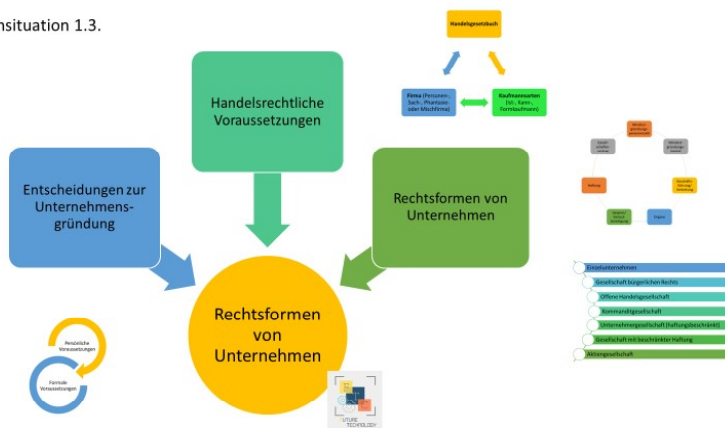 nsituation 1.3.
Handelsgesetzbuch
Firma (Personen-,
Sach-, Phantasie-
oder Mischfirma)
Kaufmannsarten
(Ist-, Kann-,
Formkaufmann)
Handelsrechtliche
Voraussetzungen
Entscheidungen zur
Unternehmens-
gründung
Rechtsformen von
Unternehmen
Haftung
Organe
Rechtsformen
von
Unternehmen
Persönliche
Voraussetzungen
Formale
Voraussetzungen
Einzelunternehmen
Gesellschaft bürgerlichen Rechts
Offene Handelsgesellschaft
Kommanditgesellschaft
Unternehmergesellschaft (haftungsbeschränkt)
Gesellschaft mit beschränkter Haftung
Aktiengesellschaft
FUTURE
TECHNOLOGY